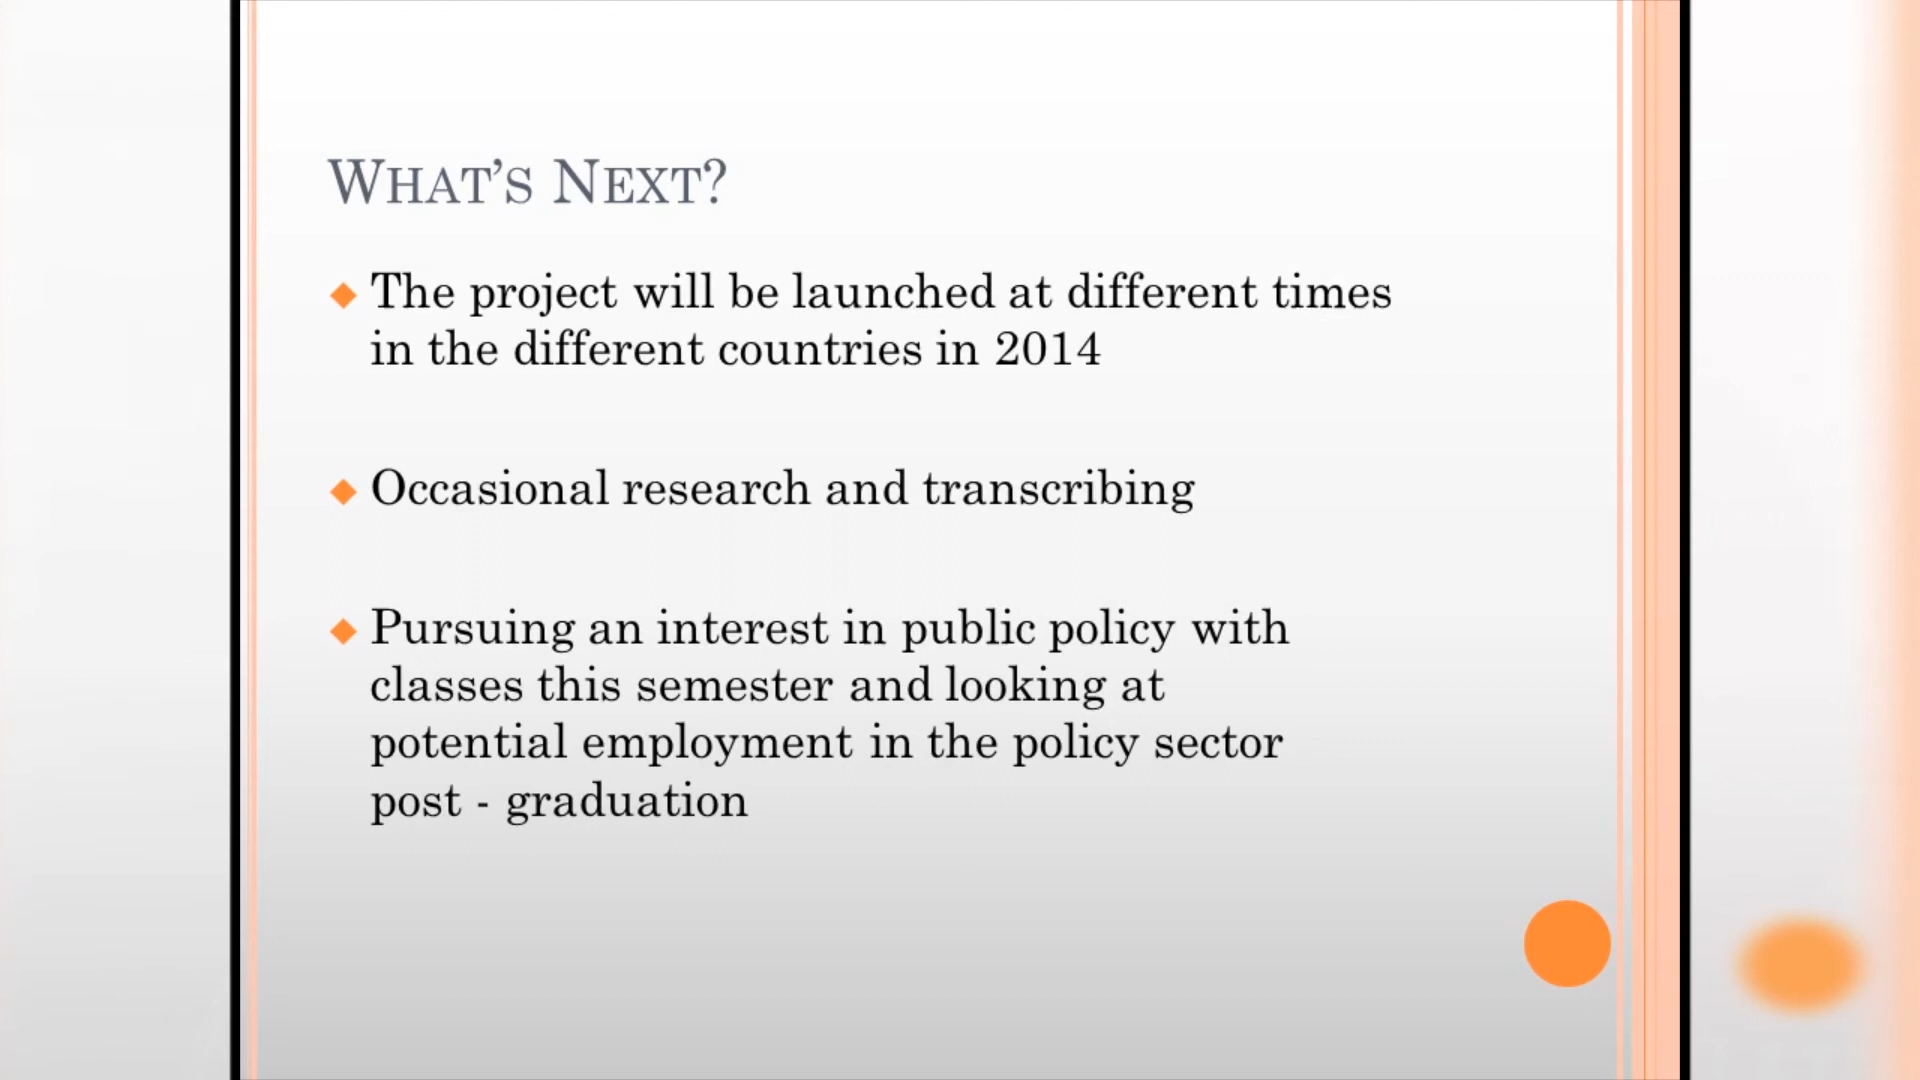 What's Next?
The project will be launched at different times
in the different countries in 2014
Occasional research and transcribing
Pursuing an interest in public policy with
classes this semester and looking at
potential employment in the policy sector
post - graduation